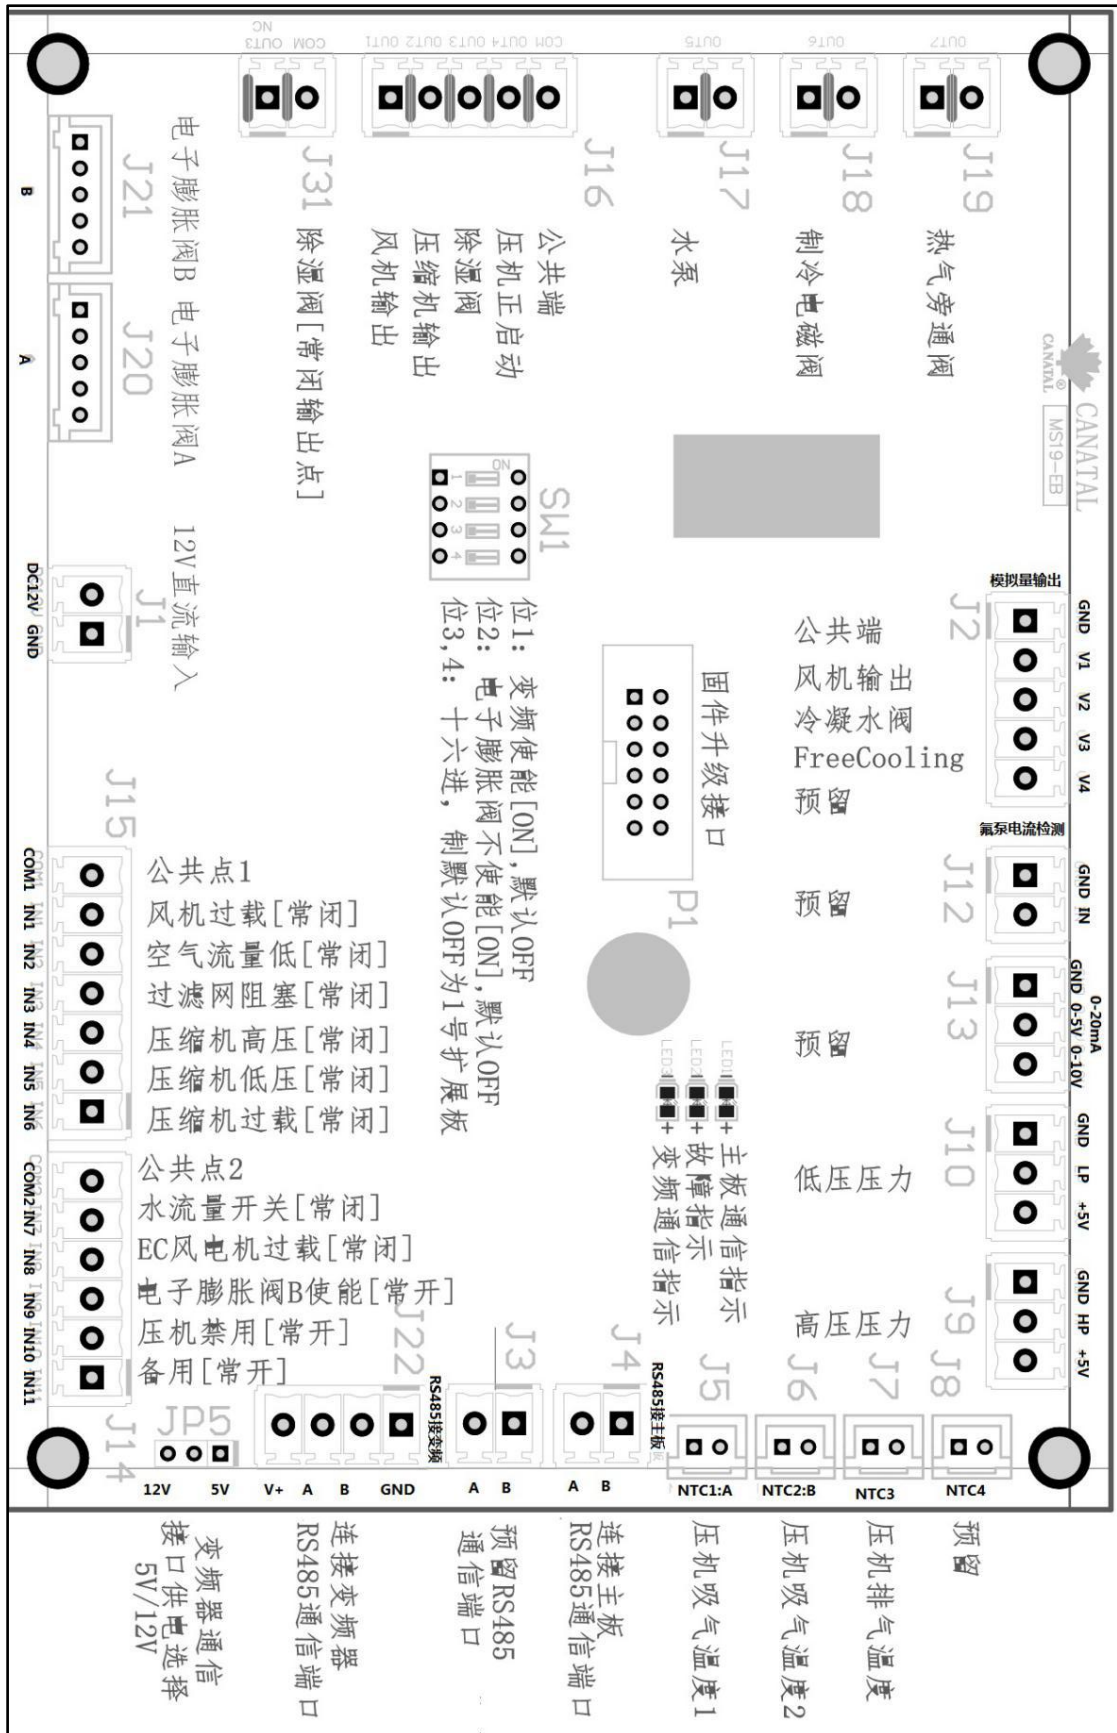 NC
OUT3 COM
OUT1 OUT2 OUT3 OUT4 COM
OUT5
OUT6
OUT7
J31
J16
J17
J18
J19
J21
B
电子膨胀阀B
J20
A
电子膨胀阀A
除湿阀[常闭输出点]
风机输出
压缩机输出
除湿阀
压机正启动
公共端
水泵
制冷电磁阀
热气旁通阀
CANATAL®
CANATAL
MS19-EB
ON
1
2
3
4
SW1
位1: 变频使能[ON],默认OFF
位2: 电子膨胀阀不使能[ON],默认OFF
位3,4: 十六进,制默认OFF为1号扩展板
DC12V
GND
J1
12V直流输入
固件升级接口
P1
模拟量输出
J2
公共端
风机输出
冷凝水阀
FreeCooling
预留
GND
V1
V2
V3
V4
氟泵电流检测
J12
预留
GND
IN
J13
预留
GND
0-5V
0-10V
0-20mA
J10
低压压力
GND
LP
+5V
J9
高压压力
GND
HP
+5V
J15
COM1
公共点1
IN1
风机过载[常闭]
IN2
空气流量低[常闭]
IN3
过滤网阻塞[常闭]
IN4
压缩机高压[常闭]
IN5
压缩机低压[常闭]
IN6
压缩机过载[常闭]
COM2
公共点2
IN7
水流量开关[常闭]
IN8
EC风电机过载[常闭]
IN9
电子膨胀阀B使能[常开]
IN10
压机禁用[常开]
IN11
备用[常开]
J14
LED3
LED2
LED1
+
+
+
变频通信指示
故障指示
主板通信指示
JP5
J22
J3
J4
J5
J6
J7
J8
RS485接变频
RS485接主板
12V 5V
V+ A B GND
A B
A B
NTC1:A
NTC2:B
NTC3
NTC4
变频器通信
接口供电选择
5V/12V
连接变频器
RS485通信端口
预留RS485
通信端口
连接主板
RS485通信端口
压机吸气温度1
压机吸气温度2
压机排气温度
预留